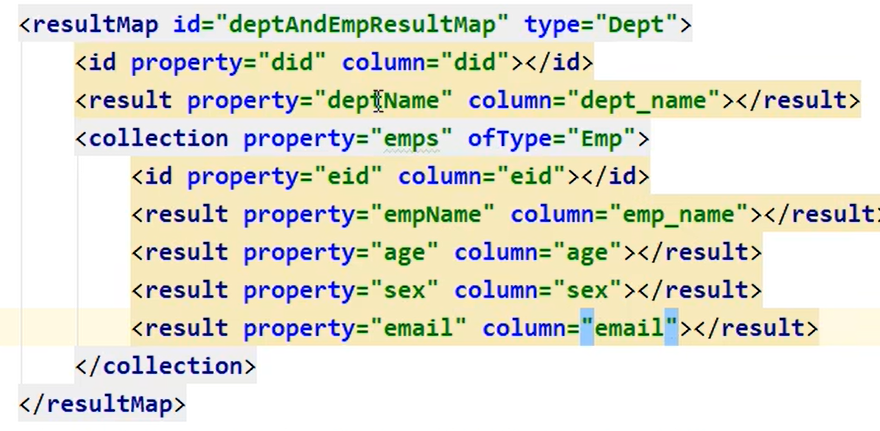 <resultMap id="deptAndEmpResultMap" type="Dept">
<id property="did" column="did"></id>
<result property="deptName" column="dept_name"></result>
<collection property="emps" ofType="Emp">
<id property="eid" column="eid"></id>
<result property="empName" column="emp_name"></result
<result property="age" column="age"></result>
<result property="sex" column="sex"></result>
<result property="email" column="email"></result>
</collection>
</resultMap>